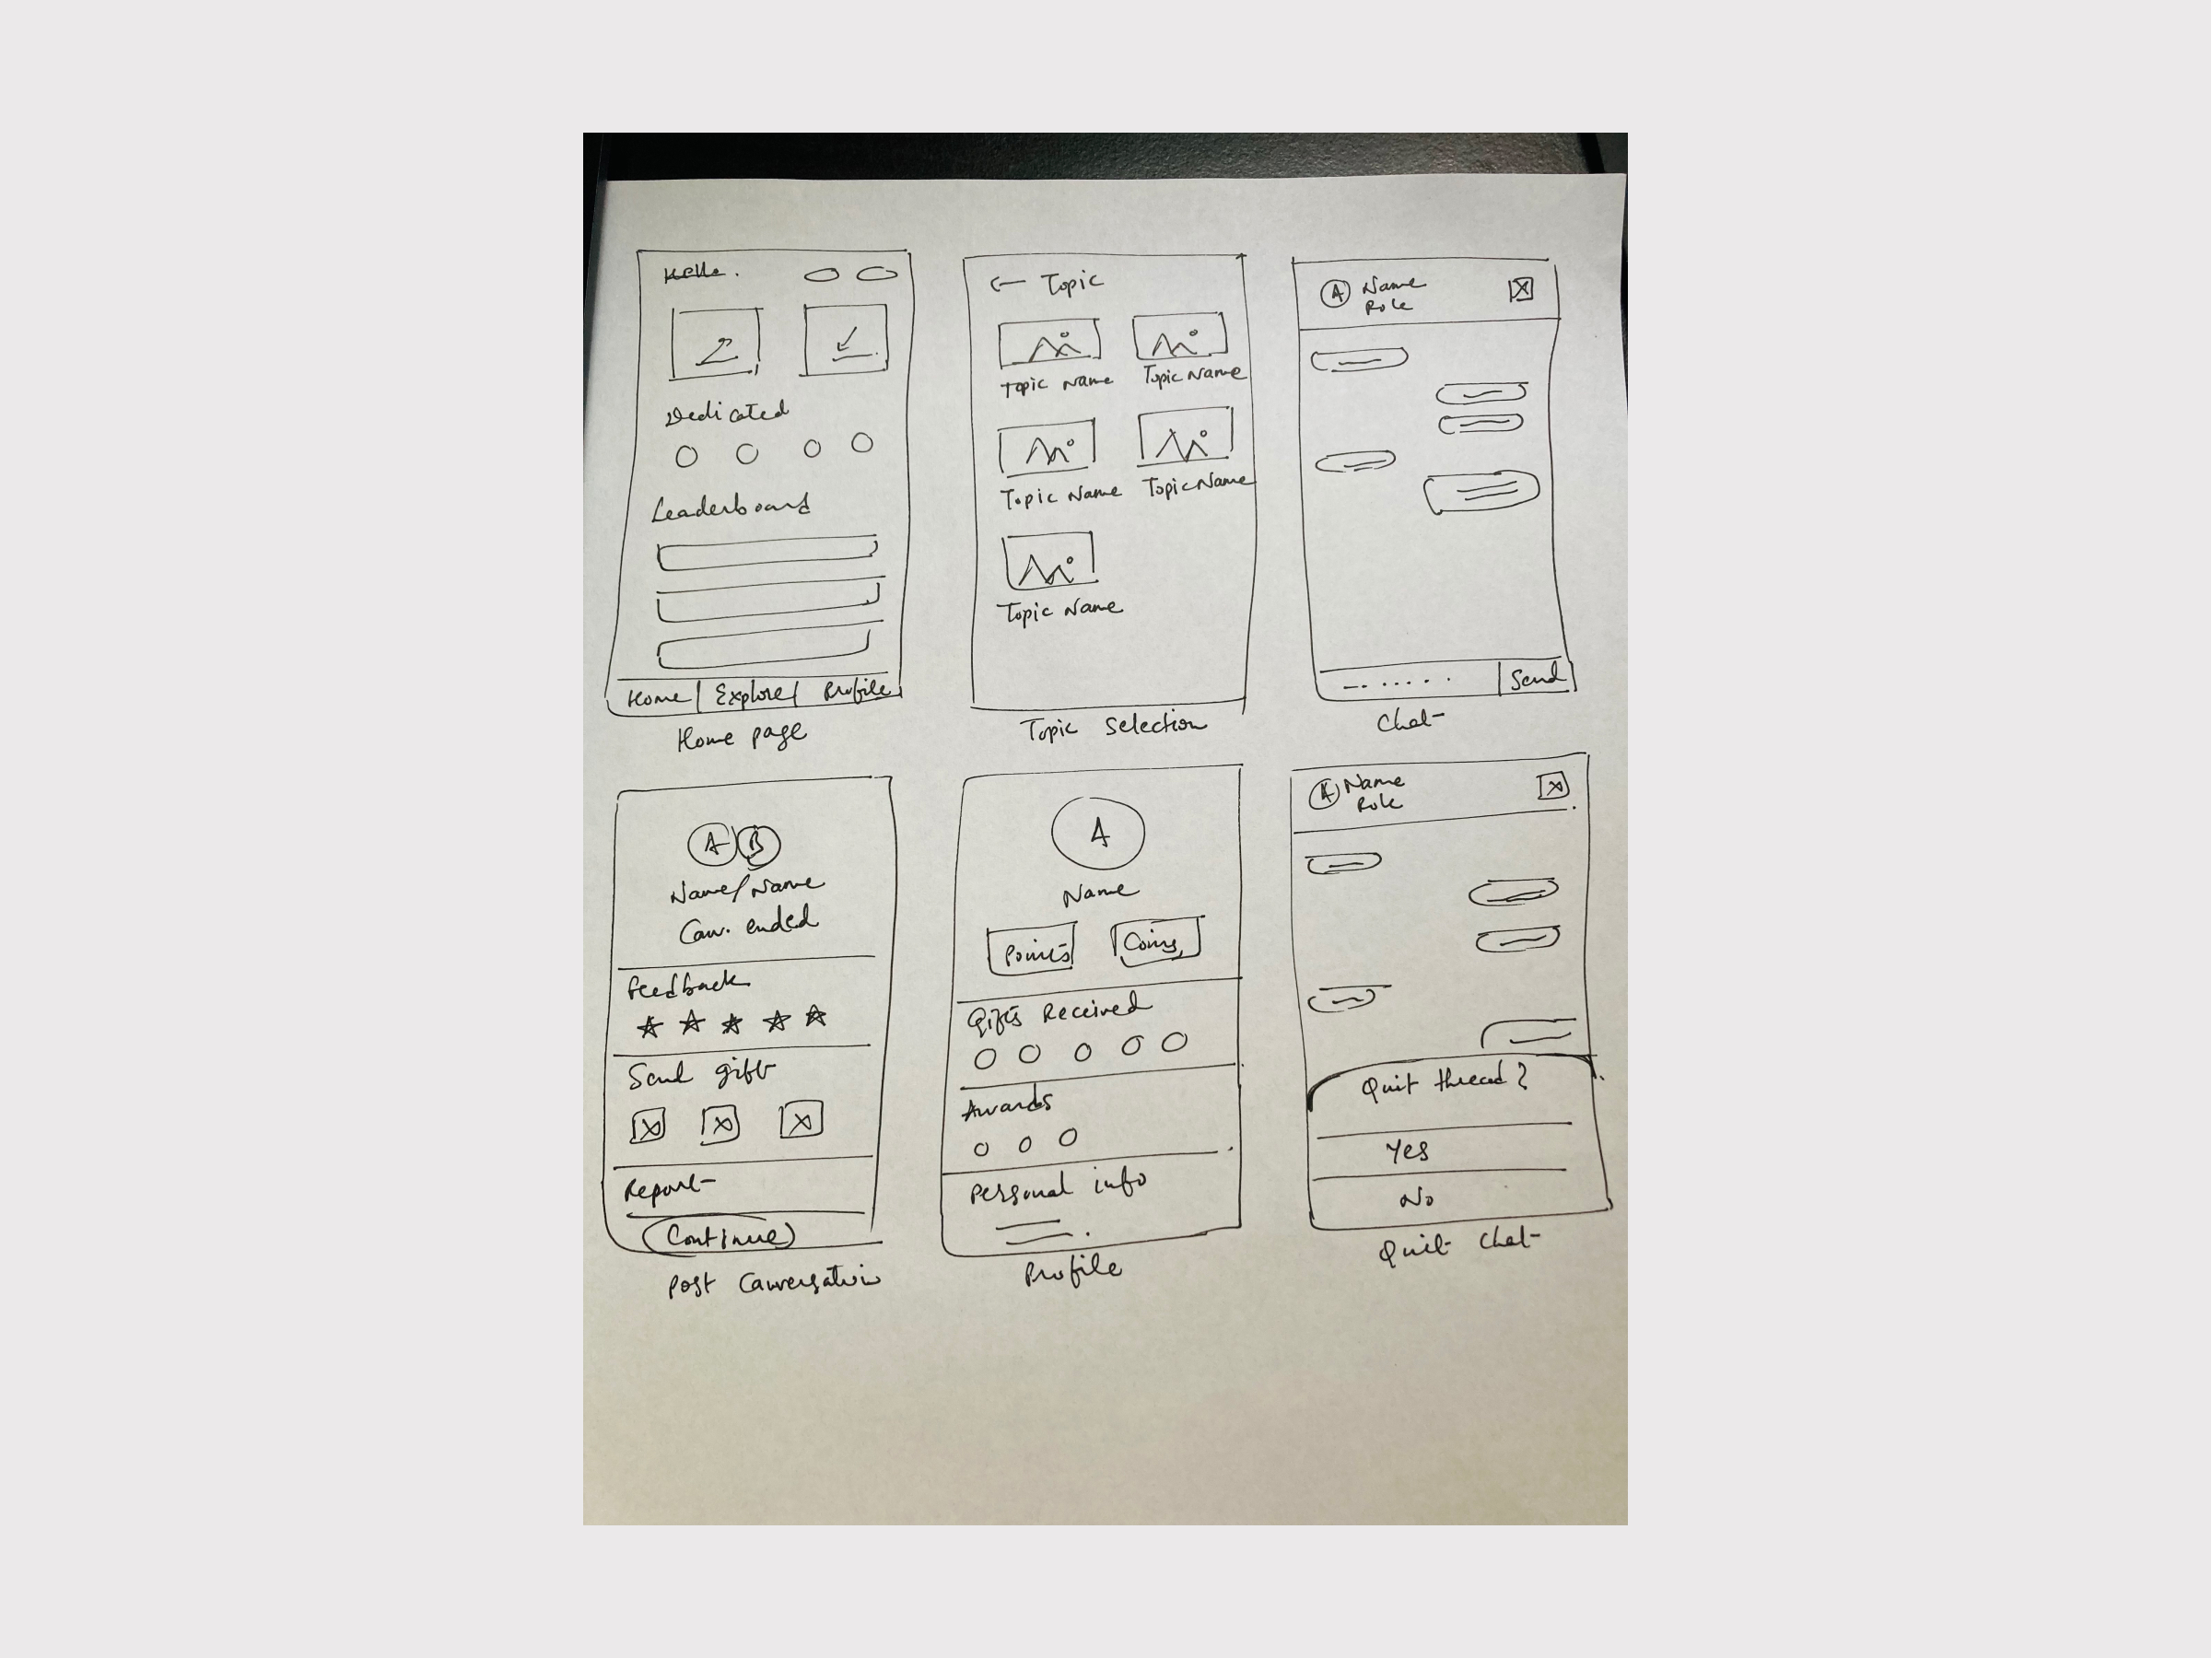 Hello.
Dedicated
Leaderboard
Home Explore Profile
Home page
← Topic
Topic Name Topic Name
Topic Name Topic Name
Topic Name
Topic Selection
A Name
Role
Send
Chat
A B
Name/Name
Conv. ended
Feedback
Send gift
Report
Continue
Post Conversation
A
Name
Points Coins
Gifts Received
Awards
Personal info
Profile
A Name
Role
Quit thread?
Yes
No
Quit Chat